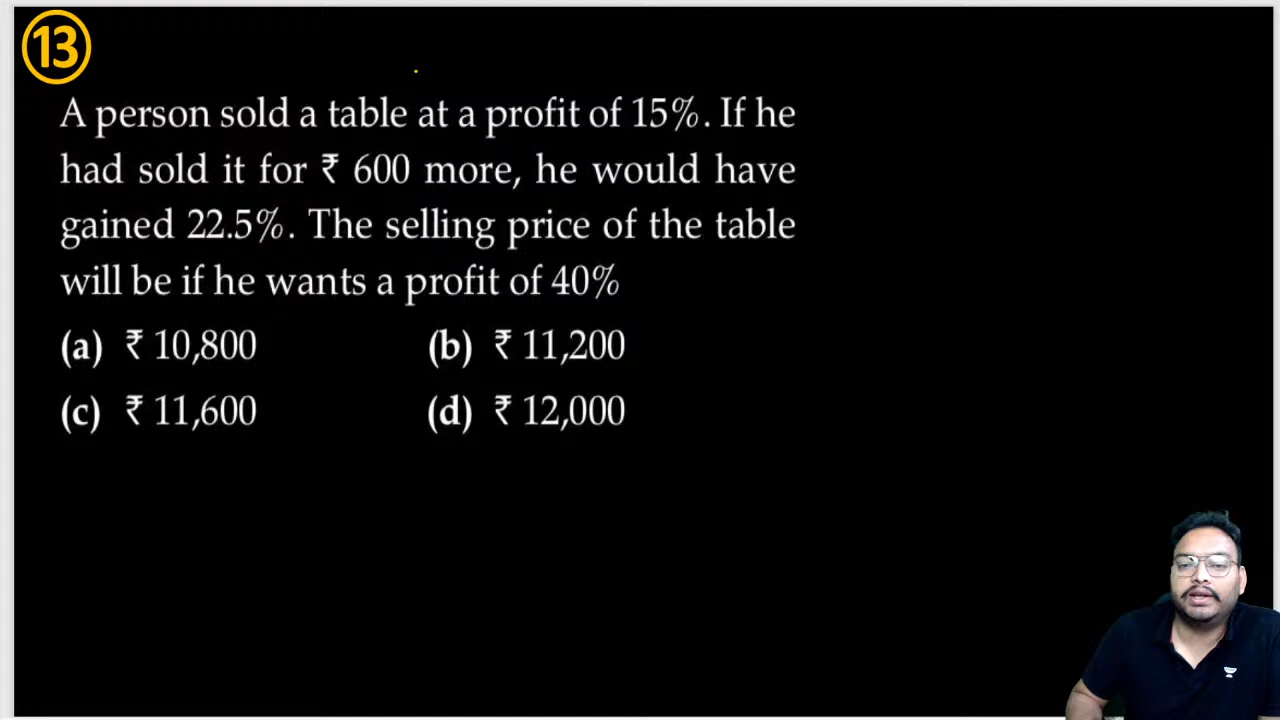 13
A person sold a table at a profit of 15%. If he
had sold it for ₹ 600 more, he would have
gained 22.5%. The selling price of the table
will be if he wants a profit of 40%
(a) ₹ 10,800 (b) ₹ 11,200
(c) ₹ 11,600 (d) ₹ 12,000